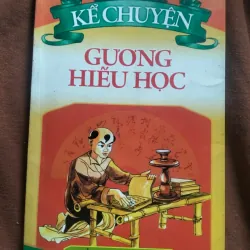 KỂ CHUYỆN
GƯƠNG
HIẾU HỌC